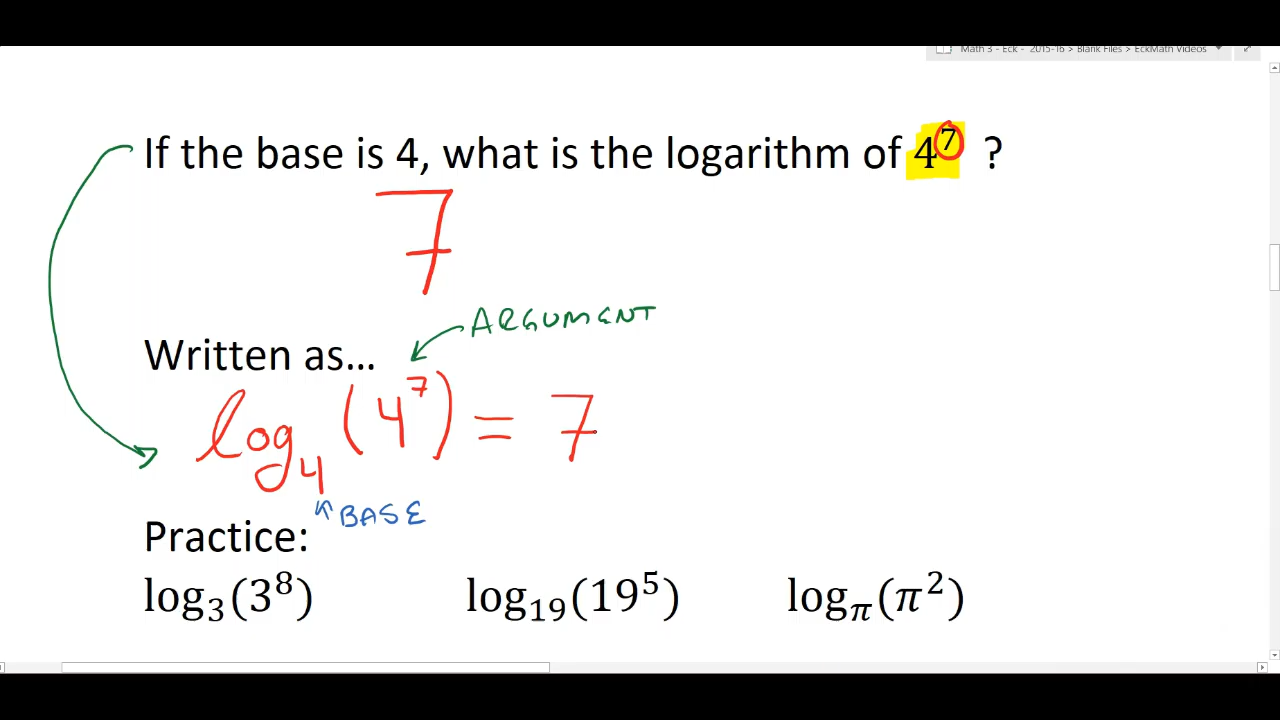 Math 3 - Eck - 2015-16 > Blank Files > EckMath Videos
If the base is 4, what is the logarithm of 4⁷ ?
7
ARGUMENT
Written as...
log₄ (4⁷) = 7
BASE
Practice:
log₃(3⁸) log₁₉(19⁵) log_π(π²)